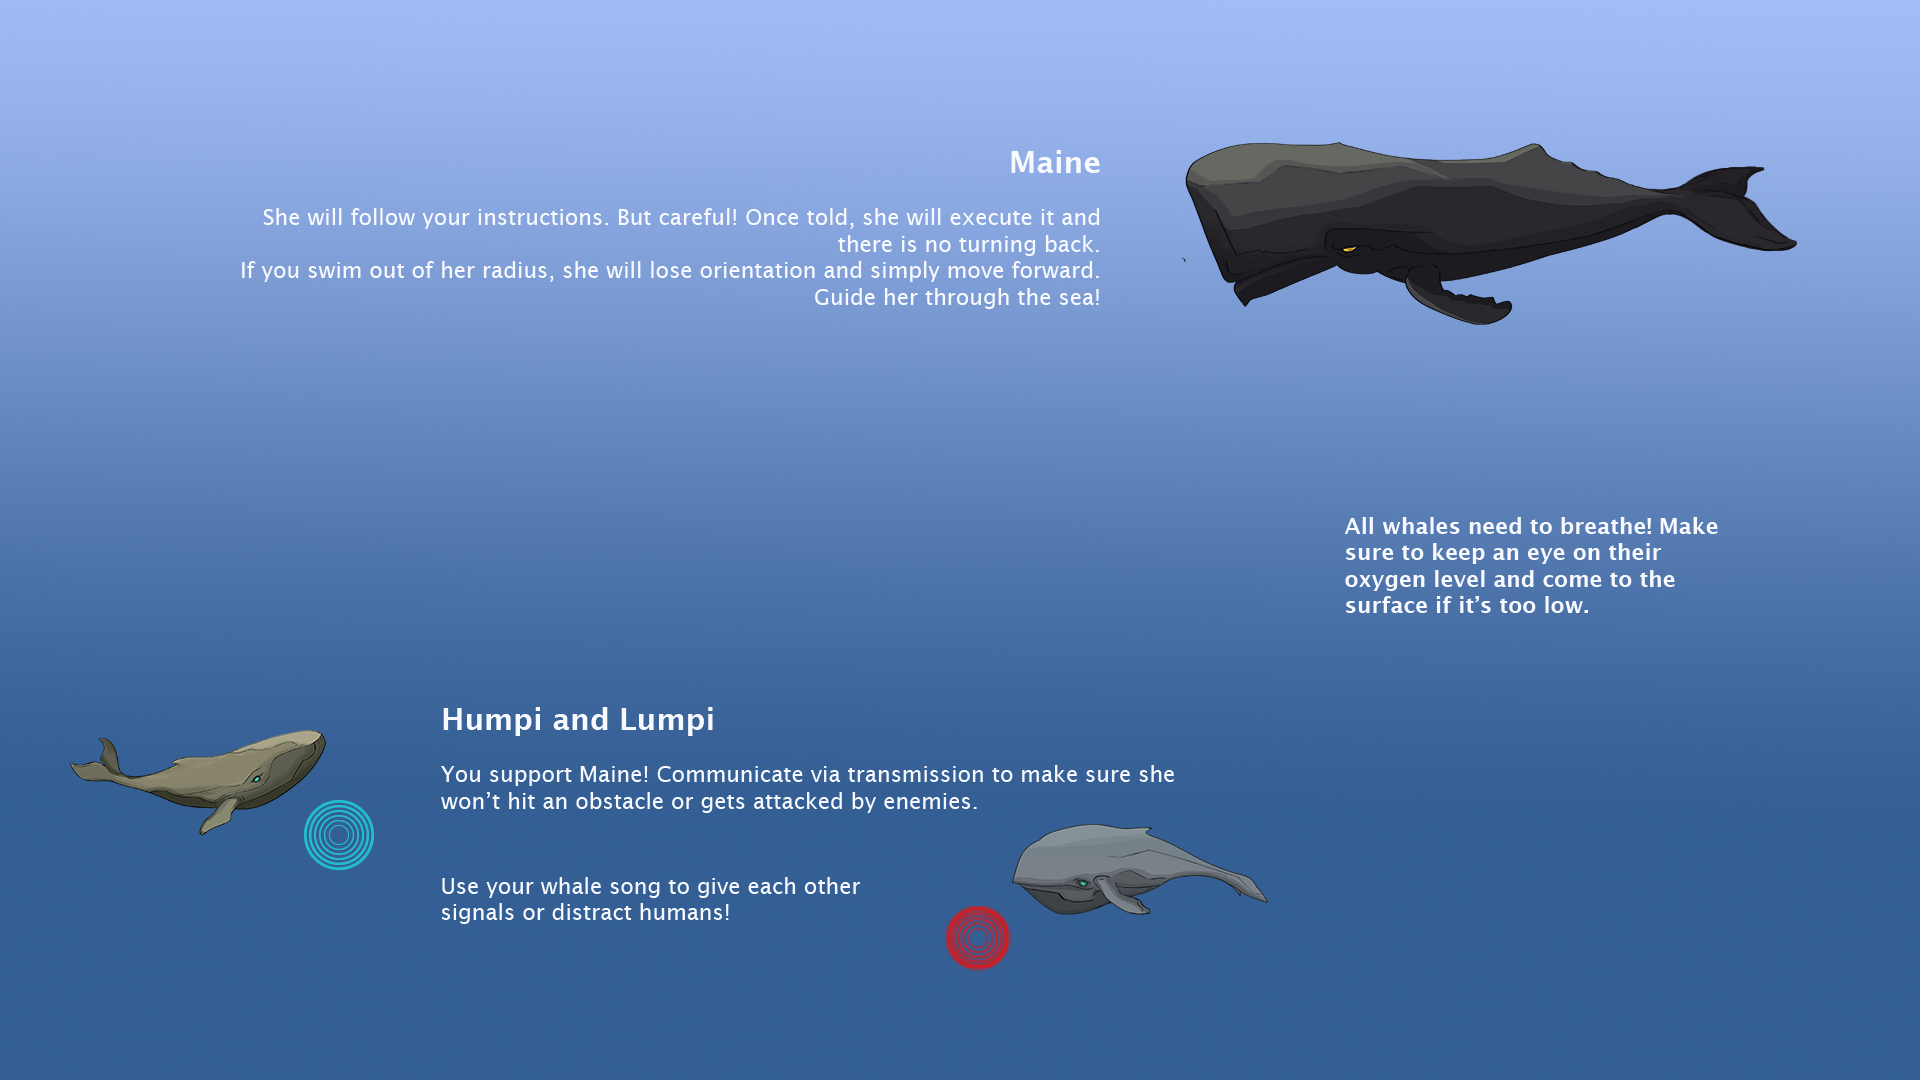 Maine
She will follow your instructions. But careful! Once told, she will execute it and
there is no turning back.
If you swim out of her radius, she will lose orientation and simply move forward.
Guide her through the sea!
All whales need to breathe! Make
sure to keep an eye on their
oxygen level and come to the
surface if it’s too low.
Humpi and Lumpi
You support Maine! Communicate via transmission to make sure she
won’t hit an obstacle or gets attacked by enemies.
Use your whale song to give each other
signals or distract humans!